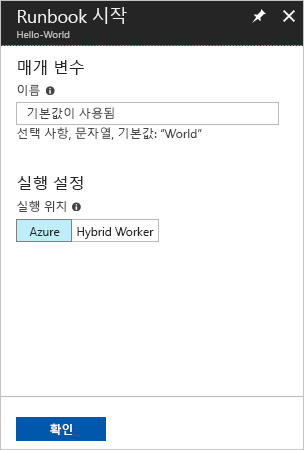 Runbook 시작
Hello-World
매개 변수
이름
기본값이 사용됨
선택 사항, 문자열, 기본값: “World”
실행 설정
실행 위치
Azure Hybrid Worker
확인